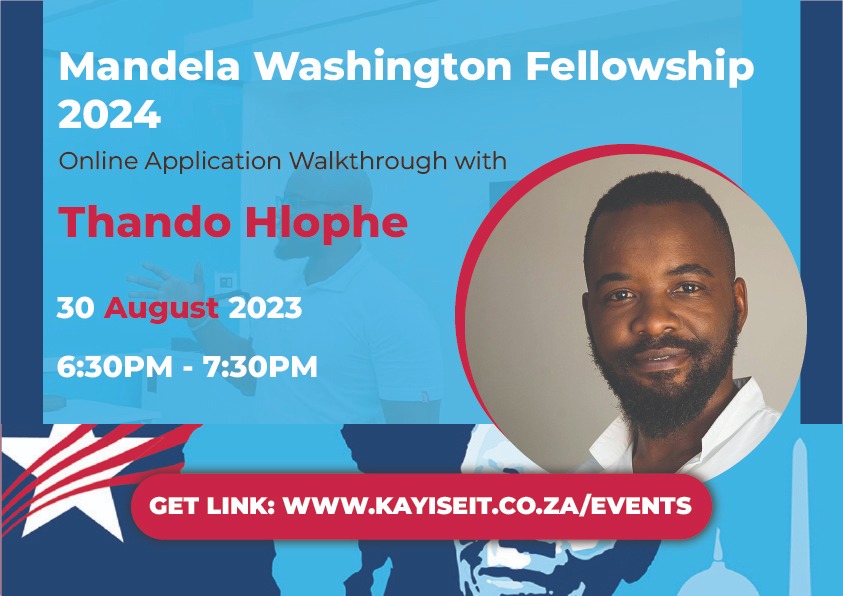 Mandela Washington Fellowship
2024
Online Application Walkthrough with
Thando Hlophe
30 August 2023
6:30PM - 7:30PM
GET LINK: WWW.KAYISEIT.CO.ZA/EVENTS